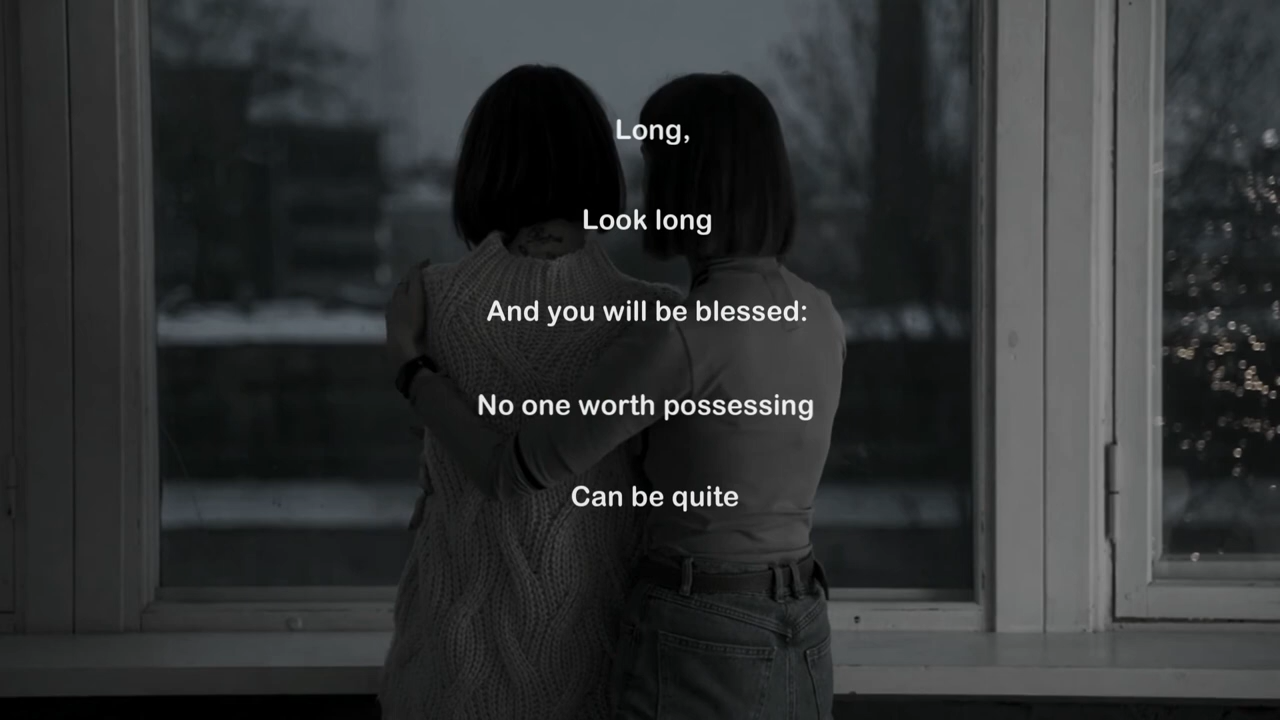 Long,
Look long
And you will be blessed:
No one worth possessing
Can be quite